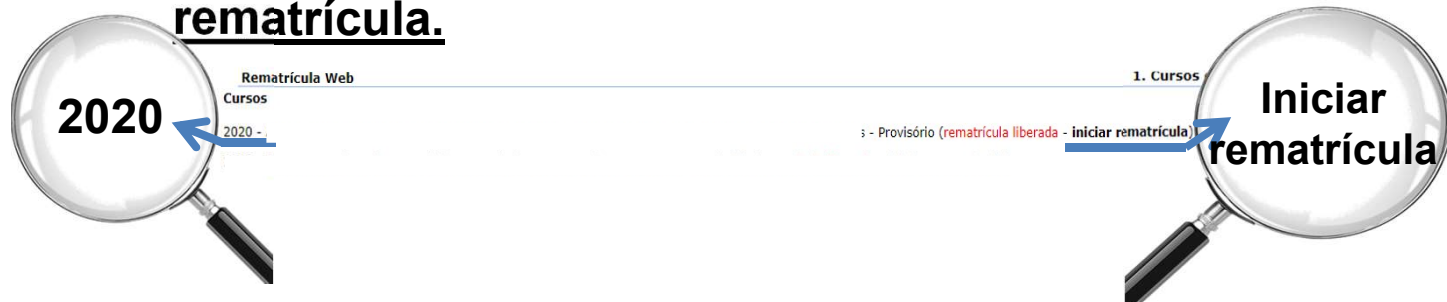 rematrícula.
Rematrícula Web 1. Cursos
Cursos
2020 - - Provisório (rematrícula liberada - iniciar rematrícula)
2020
Iniciar
rematrícula